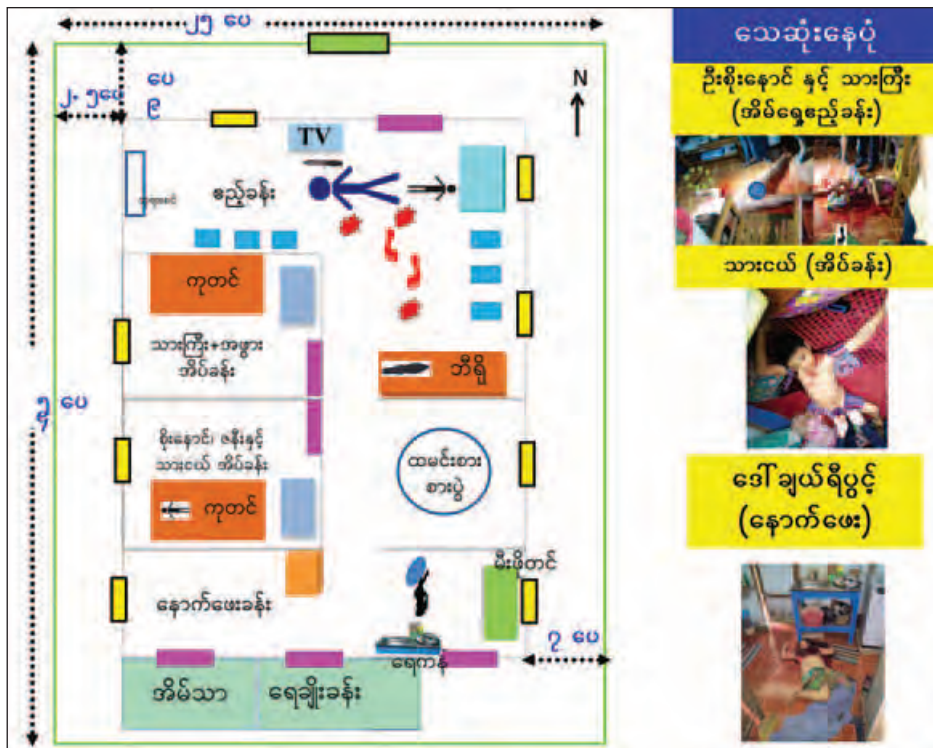 ၂၅ ပေ
၂.၅ပေ
၉ ပေ
N
TV
ဧည့်ခန်း
ကုတင်
သားကြီး+အဖွား
အိပ်ခန်း
ဘီရို
စိုးနောင်၊ ဇနီးနှင့်
သားငယ် အိပ်ခန်း
ကုတင်
ထမင်းစား
စားပွဲ
နောက်ဖေးခန်း
မီးဖိုတင်
ရေကန်
၇ ပေ
အိမ်သာ
ရေချိုးခန်း
သေဆုံးနေပုံ
ဦးစိုးနောင် နှင့် သားကြီး
(အိမ်ရှေ့ဧည့်ခန်း)
သားငယ် (အိပ်ခန်း)
ဒေါ်ချယ်ရီပွင့်
(နောက်ဖေး)